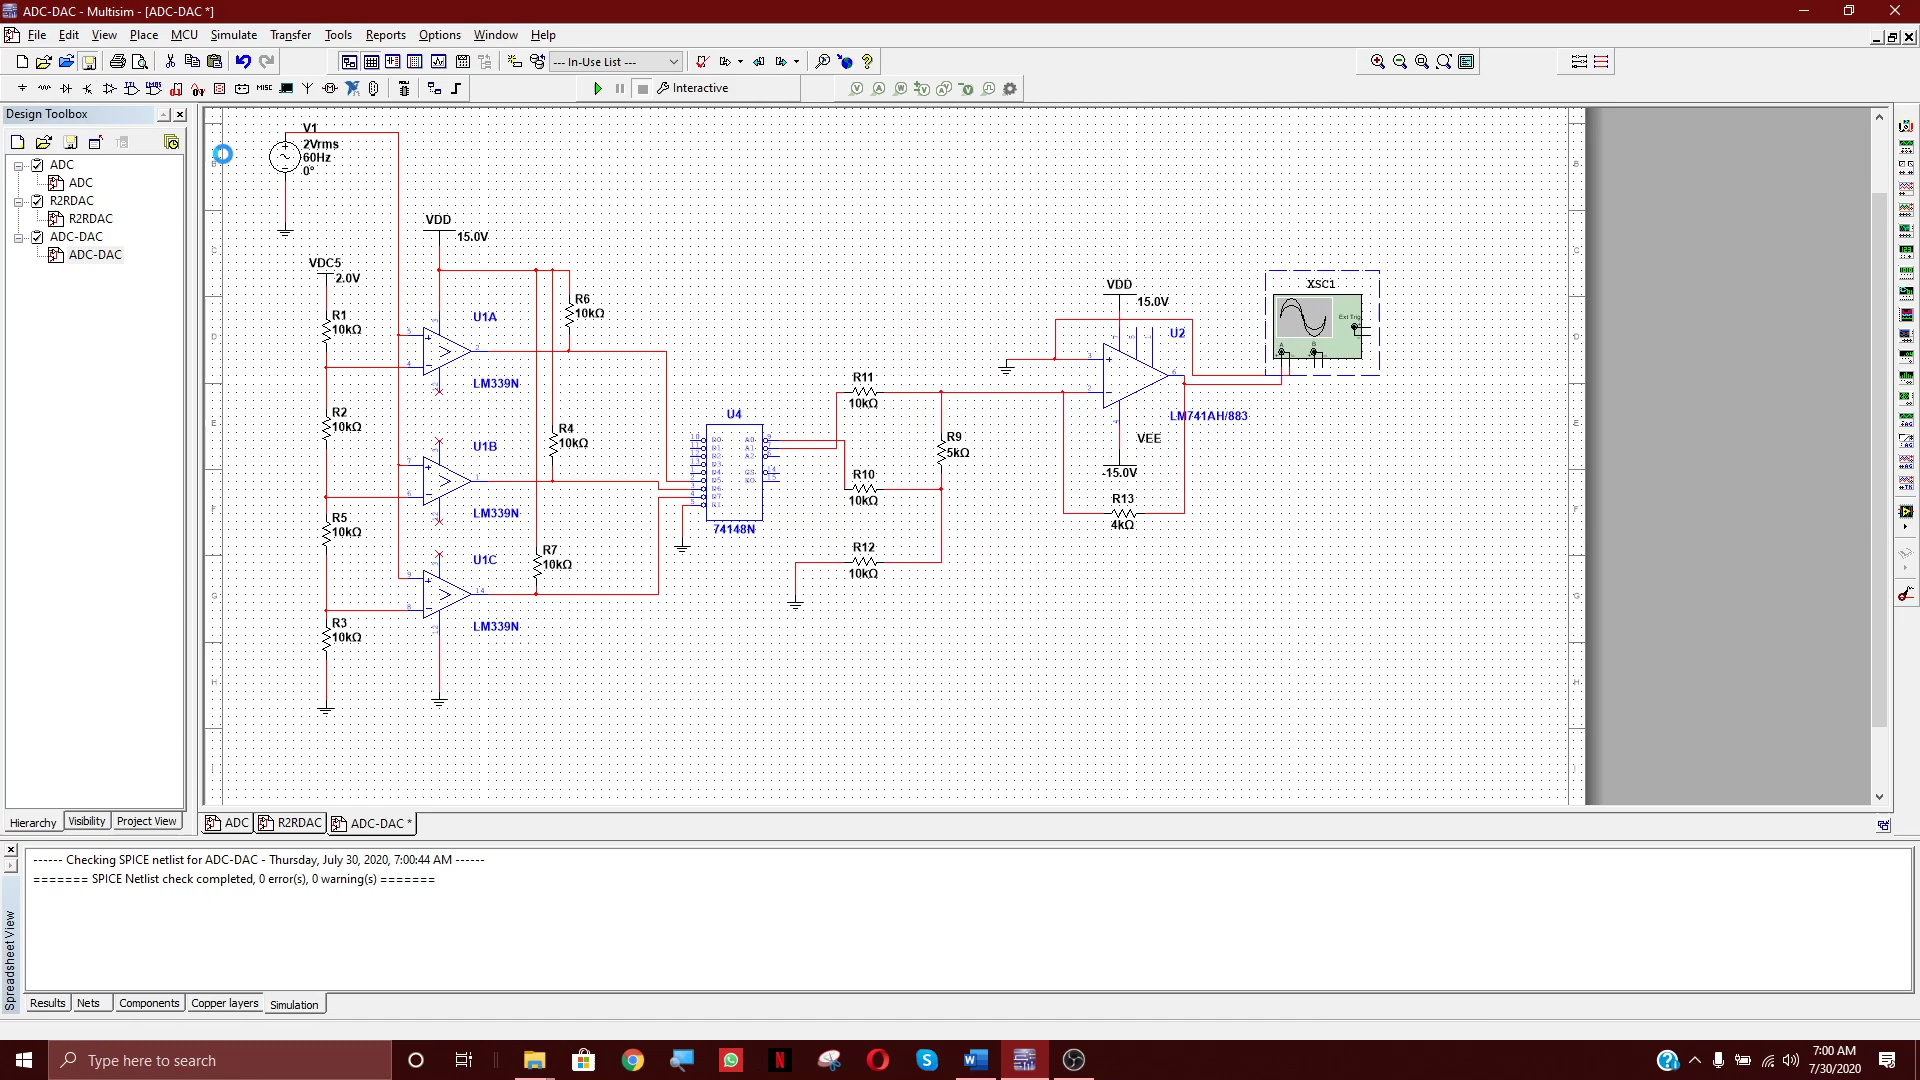 ADC-DAC - Multisim - [ADC-DAC *]
File Edit View Place MCU Simulate Transfer Tools Reports Options Window Help
--- In-Use List ---
MISC
Interactive
Design Toolbox
ADC
ADC
R2RDAC
R2RDAC
ADC-DAC
ADC-DAC
Hierarchy Visibility Project View
V1
2Vrms
60Hz
0°
VDD
15.0V
VDC5
2.0V
R1
10kΩ
R2
10kΩ
R5
10kΩ
R3
10kΩ
U1A
LM339N
U1B
LM339N
U1C
LM339N
R6
10kΩ
R4
10kΩ
R7
10kΩ
U4
74148N
R11
10kΩ
R10
10kΩ
R12
10kΩ
R9
5kΩ
VDD
15.0V
U2
LM741AH/883
VEE
-15.0V
R13
4kΩ
XSC1
Ext Trig
A B
ADC R2RDAC ADC-DAC *
------ Checking SPICE netlist for ADC-DAC - Thursday, July 30, 2020, 7:00:44 AM ------
======= SPICE Netlist check completed, 0 error(s), 0 warning(s) =======
Spreadsheet View
Results Nets Components Copper layers Simulation
Type here to search
7:00 AM
7/30/2020